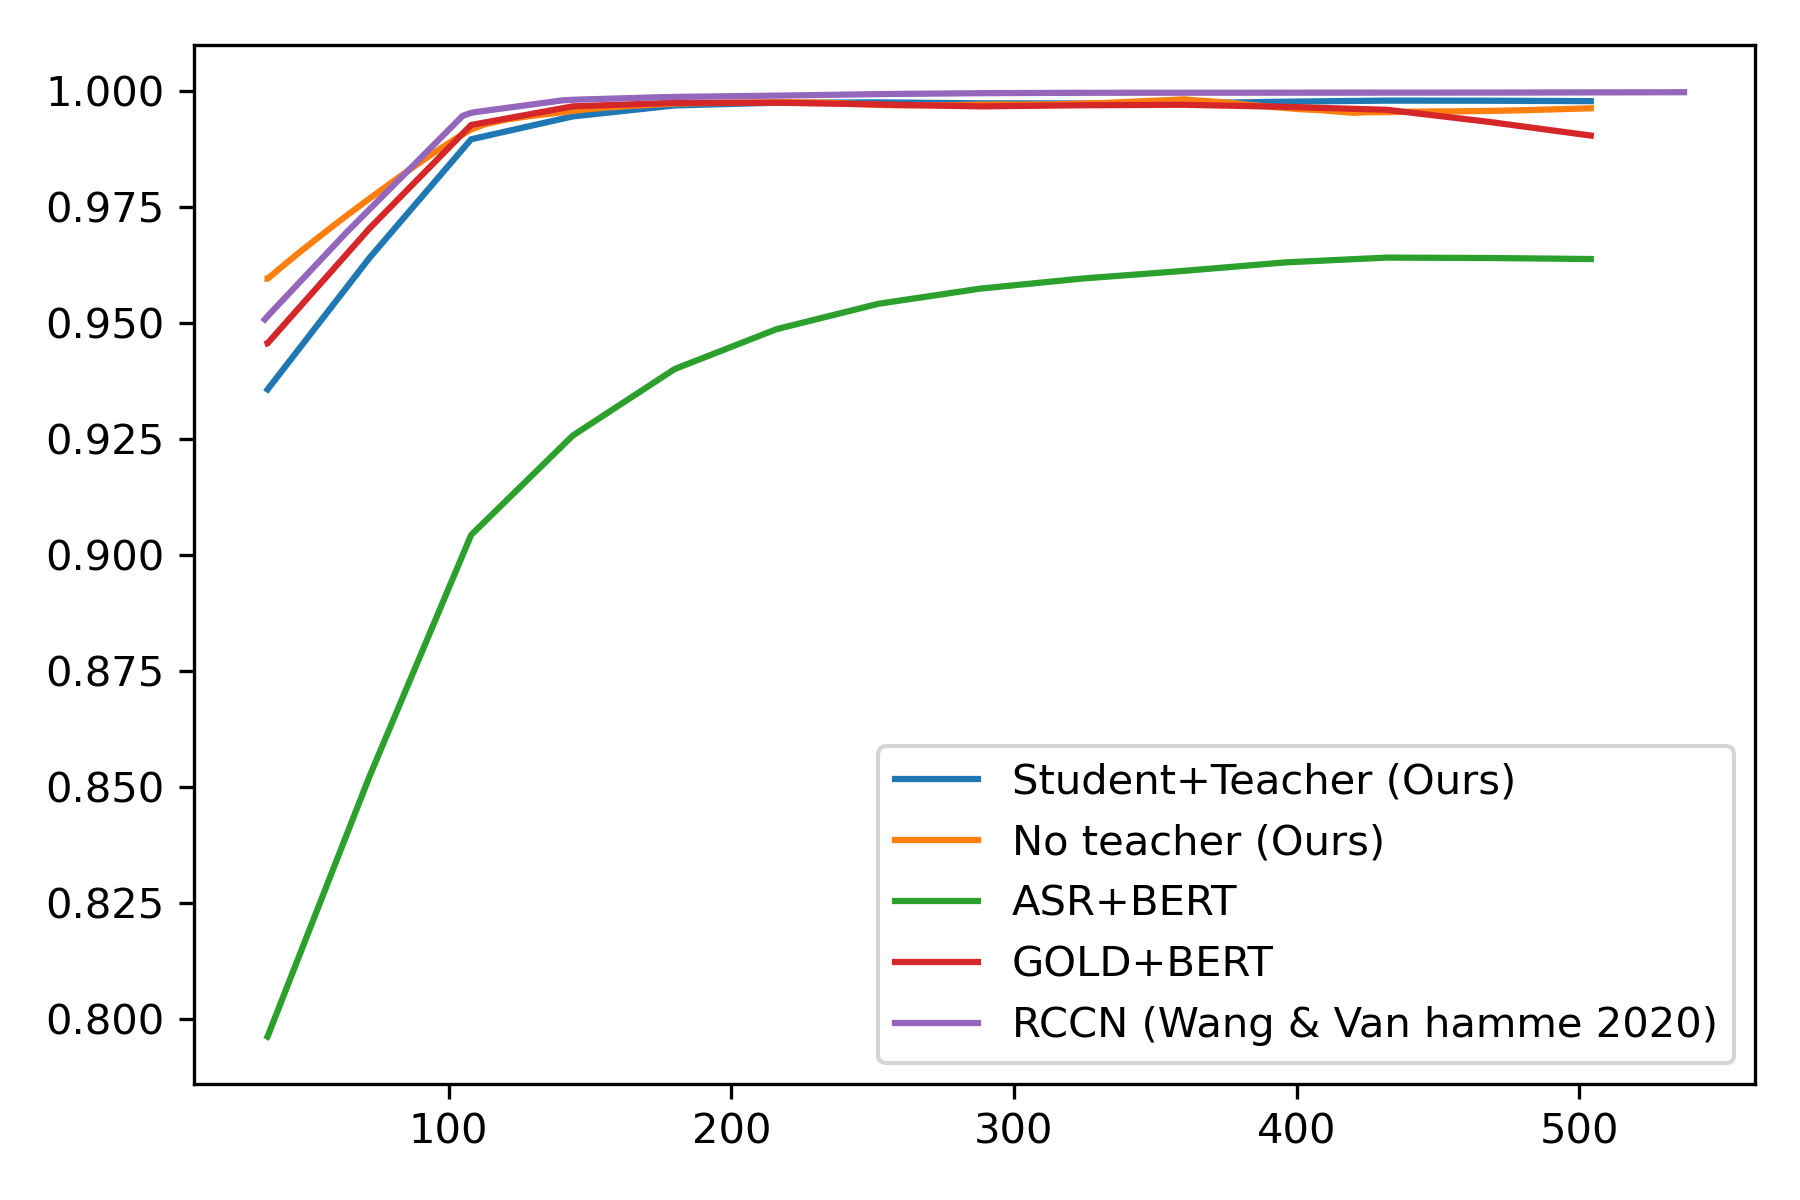 1.000
0.975
0.950
0.925
0.900
0.875
0.850
0.825
0.800
100 200 300 400 500
Student+Teacher (Ours)
No teacher (Ours)
ASR+BERT
GOLD+BERT
RCCN (Wang & Van hamme 2020)